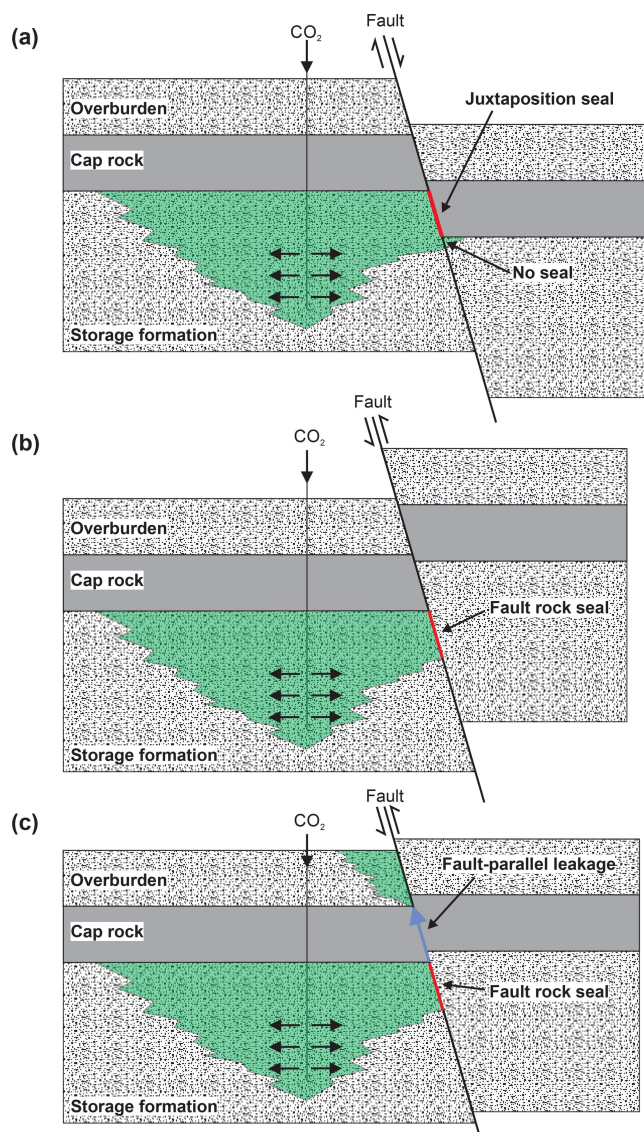 (a)
Fault
CO₂
Overburden
Juxtaposition seal
Cap rock
No seal
Storage formation
(b)
Fault
CO₂
Overburden
Cap rock
Fault rock seal
Storage formation
(c)
Fault
CO₂
Overburden
Fault-parallel leakage
Cap rock
Fault rock seal
Storage formation